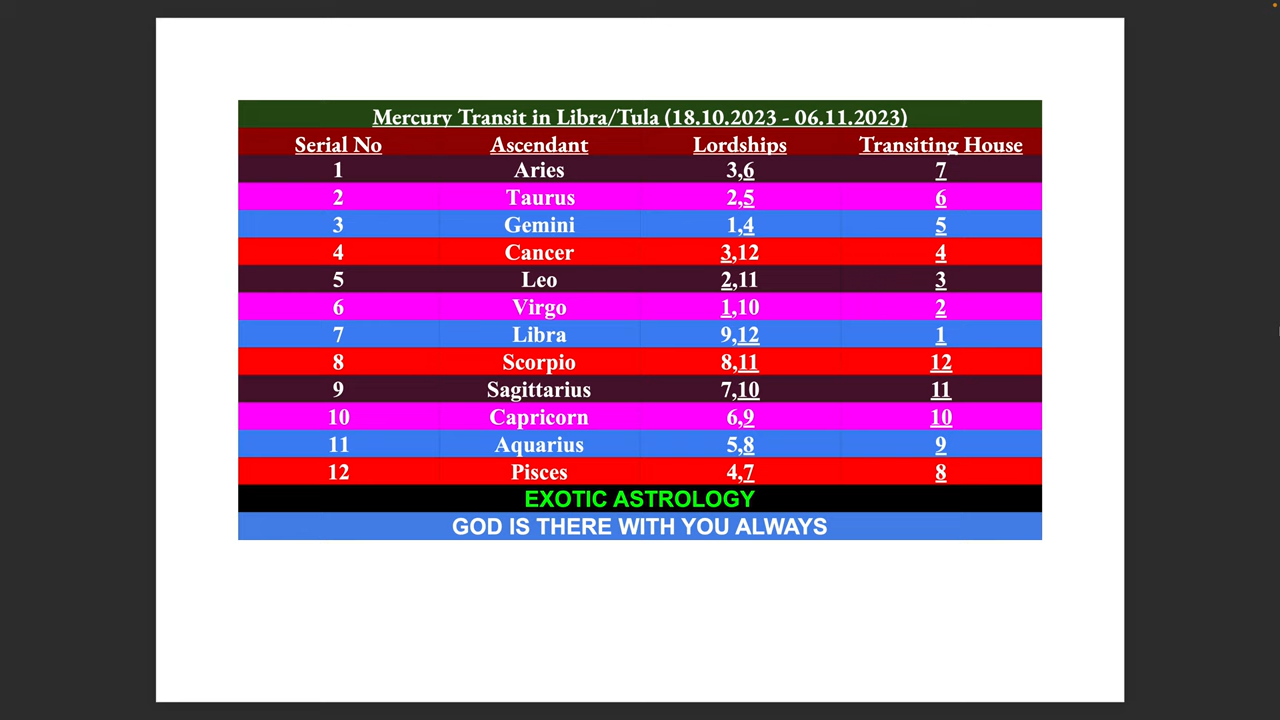 Mercury Transit in Libra/Tula (18.10.2023 - 06.11.2023)
Serial No Ascendant Lordships Transiting House
1 Aries 3,6 7
2 Taurus 2,5 6
3 Gemini 1,4 5
4 Cancer 3,12 4
5 Leo 2,11 3
6 Virgo 1,10 2
7 Libra 9,12 1
8 Scorpio 8,11 12
9 Sagittarius 7,10 11
10 Capricorn 6,9 10
11 Aquarius 5,8 9
12 Pisces 4,7 8
EXOTIC ASTROLOGY
GOD IS THERE WITH YOU ALWAYS